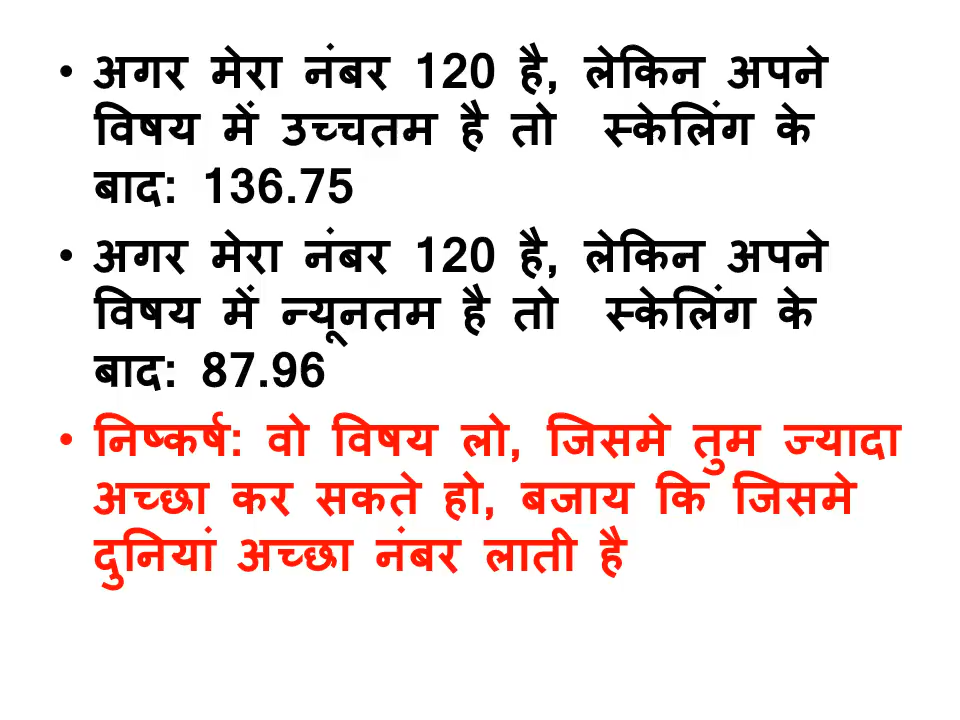 • अगर मेरा नंबर 120 है, लेकिन अपने
विषय में उच्चतम है तो स्केलिंग के
बाद: 136.75
• अगर मेरा नंबर 120 है, लेकिन अपने
विषय में न्यूनतम है तो स्केलिंग के
बाद: 87.96
• निष्कर्ष: वो विषय लो, जिसमे तुम ज्यादा
अच्छा कर सकते हो, बजाय कि जिसमे
दुनियां अच्छा नंबर लाती है